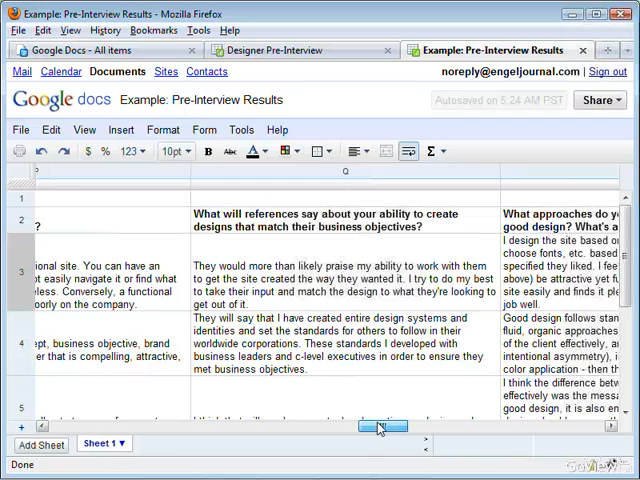 Example: Pre-Interview Results - Mozilla Firefox
File Edit View History Bookmarks Tools Help
Google Docs - All items
Designer Pre-Interview
Example: Pre-Interview Results
Mail Calendar Documents Sites Contacts
noreply@engeljournal.com | Sign out
Google docs Example: Pre-Interview Results
Autosaved on 5:24 AM PST
Share
File Edit View Insert Format Form Tools Help
$ % 123 10pt B Abc A Σ
Q
1
2
?
What will references say about your ability to create
designs that match their business objectives?
What approaches do yo
good design? What's a
3
ional site. You can have an
ot easily navigate it or find what
eless. Conversely, a functional
oorly on the company.
They would more than likely praise my ability to work with them
to get the site created the way they wanted it. I try to do my best
to take their input and match the design to what they're looking to
get out of it.
I design the site based or
choose fonts, etc. based
specified they liked. I feel
above) be attractive yet fu
site easily and finds it ple
job well.
4
ept, business objective, brand
er that is compelling, attractive,
They will say that I have created entire design systems and
identities and set the standards for others to follow in their
worldwide corporations. These standards I developed with
business leaders and c-level executives in order to ensure they
met business objectives.
Good design follows stan
fluid, organic approaches
of the client effectively, an
intentional asymmetry), i
color application - then th
5
I think the difference betw
effectively was the messa
good design, it is also en
+
Add Sheet
Sheet 1
Done
GoView